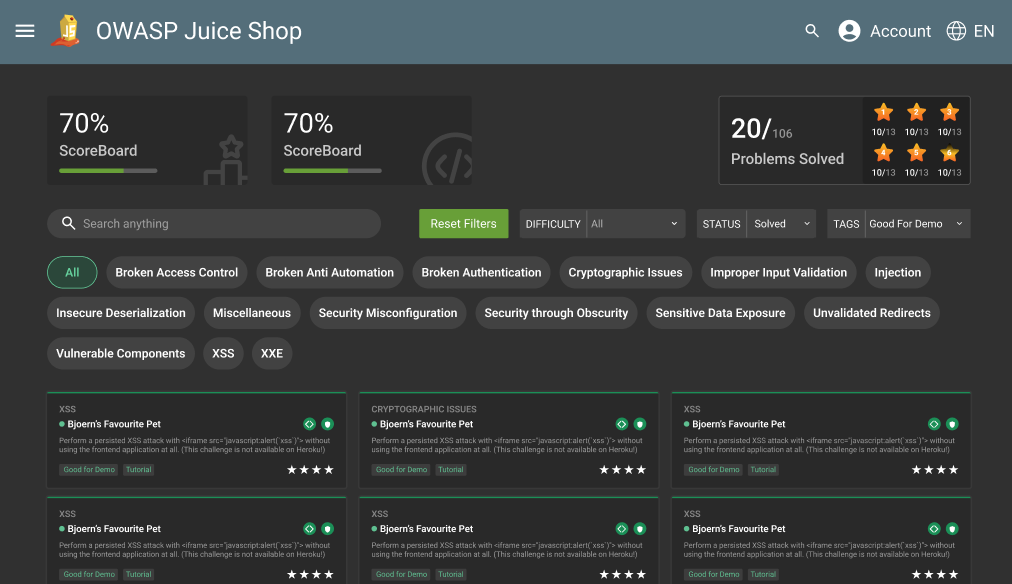 OWASP Juice Shop
Account
EN
70%
ScoreBoard
70%
ScoreBoard
20/106
Problems Solved
1 2 3
10/13 10/13 10/13
4 5 6
10/13 10/13 10/13
Search anything
Reset Filters
DIFFICULTY All
STATUS Solved
TAGS Good For Demo
All Broken Access Control Broken Anti Automation Broken Authentication Cryptographic Issues Improper Input Validation Injection
Insecure Deserialization Miscellaneous Security Misconfiguration Security through Obscurity Sensitive Data Exposure Unvalidated Redirects
Vulnerable Components XSS XXE
XSS
Bjoern's Favourite Pet
Perform a persisted XSS attack with <iframe src="javascript:alert(`xss`)"> without
using the frontend application at all. (This challenge is not available on Heroku!)
Good for Demo Tutorial
CRYPTOGRAPHIC ISSUES
Bjoern's Favourite Pet
Perform a persisted XSS attack with <iframe src="javascript:alert(`xss`)"> without
using the frontend application at all. (This challenge is not available on Heroku!)
Good for Demo Tutorial
XSS
Bjoern's Favourite Pet
Perform a persisted XSS attack with <iframe src="javascript:alert(`xss`)"> without
using the frontend application at all. (This challenge is not available on Heroku!)
Good for Demo Tutorial
XSS
Bjoern's Favourite Pet
Perform a persisted XSS attack with <iframe src="javascript:alert(`xss`)"> without
using the frontend application at all. (This challenge is not available on Heroku!)
Good for Demo Tutorial
XSS
Bjoern's Favourite Pet
Perform a persisted XSS attack with <iframe src="javascript:alert(`xss`)"> without
using the frontend application at all. (This challenge is not available on Heroku!)
Good for Demo Tutorial
XSS
Bjoern's Favourite Pet
Perform a persisted XSS attack with <iframe src="javascript:alert(`xss`)"> without
using the frontend application at all. (This challenge is not available on Heroku!)
Good for Demo Tutorial